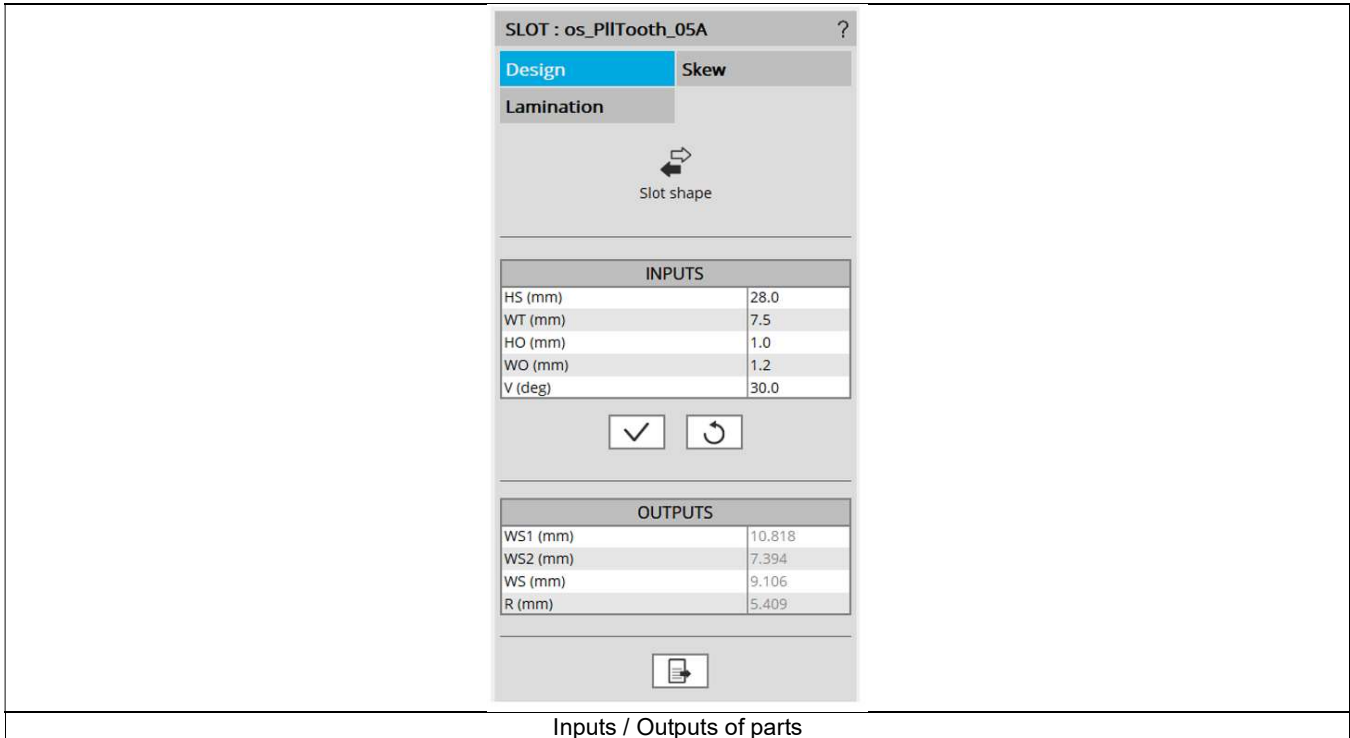 SLOT : os_PllTooth_05A ?
Design Skew
Lamination
Slot shape
INPUTS
HS (mm) 28.0
WT (mm) 7.5
HO (mm) 1.0
WO (mm) 1.2
V (deg) 30.0
OUTPUTS
WS1 (mm) 10.818
WS2 (mm) 7.394
WS (mm) 9.106
R (mm) 5.409
Inputs / Outputs of parts